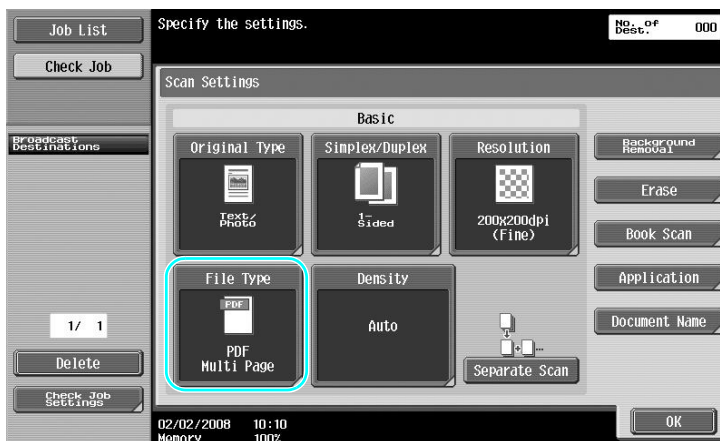 Job List
Check Job
Broadcast
Destinations
1/ 1
Delete
Check Job
Settings
Specify the settings.
No. of
Dest.
000
Scan Settings
Basic
Original Type
Text/
Photo
Simplex/Duplex
1-
Sided
Resolution
200X200dpi
(Fine)
File Type
PDF
PDF
Multi Page
Density
Auto
Separate Scan
Background
Removal
Erase
Book Scan
Application
Document Name
02/02/2008 10:10
Memory 100%
OK